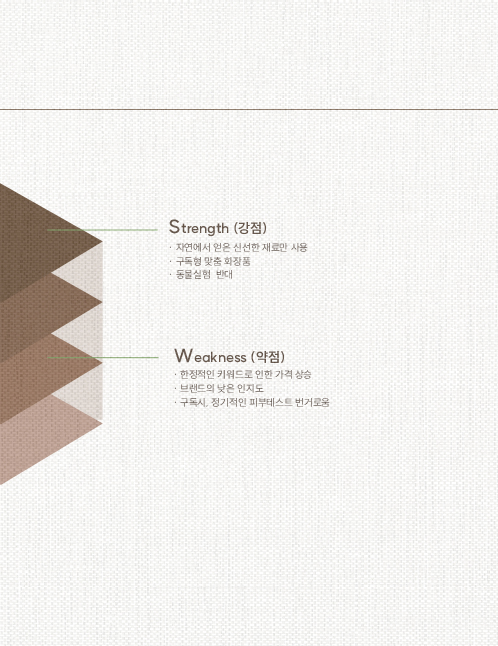 Strength (강점)
· 자연에서 얻은 신선한 재료만 사용
· 구독형 맞춤 화장품
· 동물실험 반대
Weakness (약점)
· 한정적인 키워드로 인한 가격 상승
· 브랜드의 낮은 인지도
· 구독시, 정기적인 피부테스트 번거로움